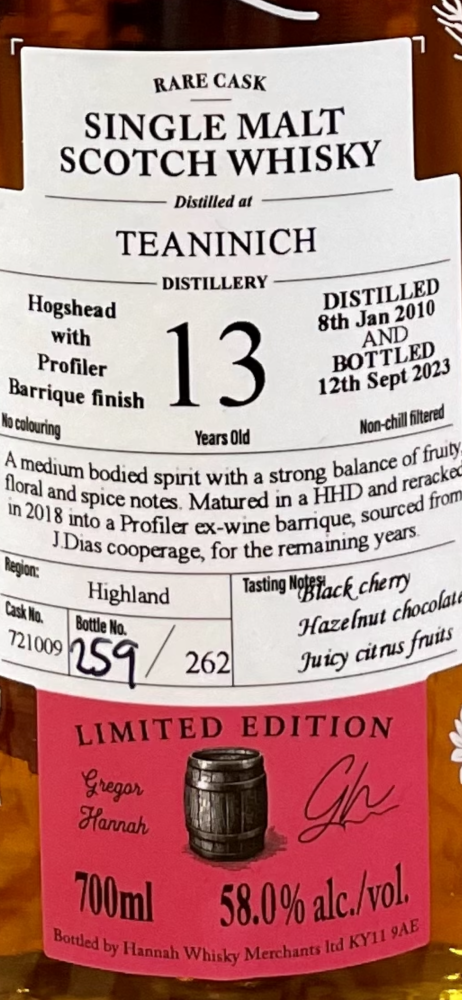 RARE CASK
SINGLE MALT
SCOTCH WHISKY
Distilled at
TEANINICH
DISTILLERY
Hogshead
with
Profiler
Barrique finish
No colouring
13
Years Old
DISTILLED
8th Jan 2010
AND
BOTTLED
12th Sept 2023
Non-chill filtered
A medium bodied spirit with a strong balance of fruity,
floral and spice notes. Matured in a HHD and reracked
in 2018 into a Profiler ex-wine barrique, sourced from
J.Dias cooperage, for the remaining years.
Region:
Highland
Cask No.
721009
Bottle No.
259 / 262
Tasting Notes:
Black cherry
Hazelnut chocolate
Juicy citrus fruits
LIMITED EDITION
Gregor
Hannah
Gh
700ml
58.0% alc./vol.
Bottled by Hannah Whisky Merchants ltd KY11 9AE